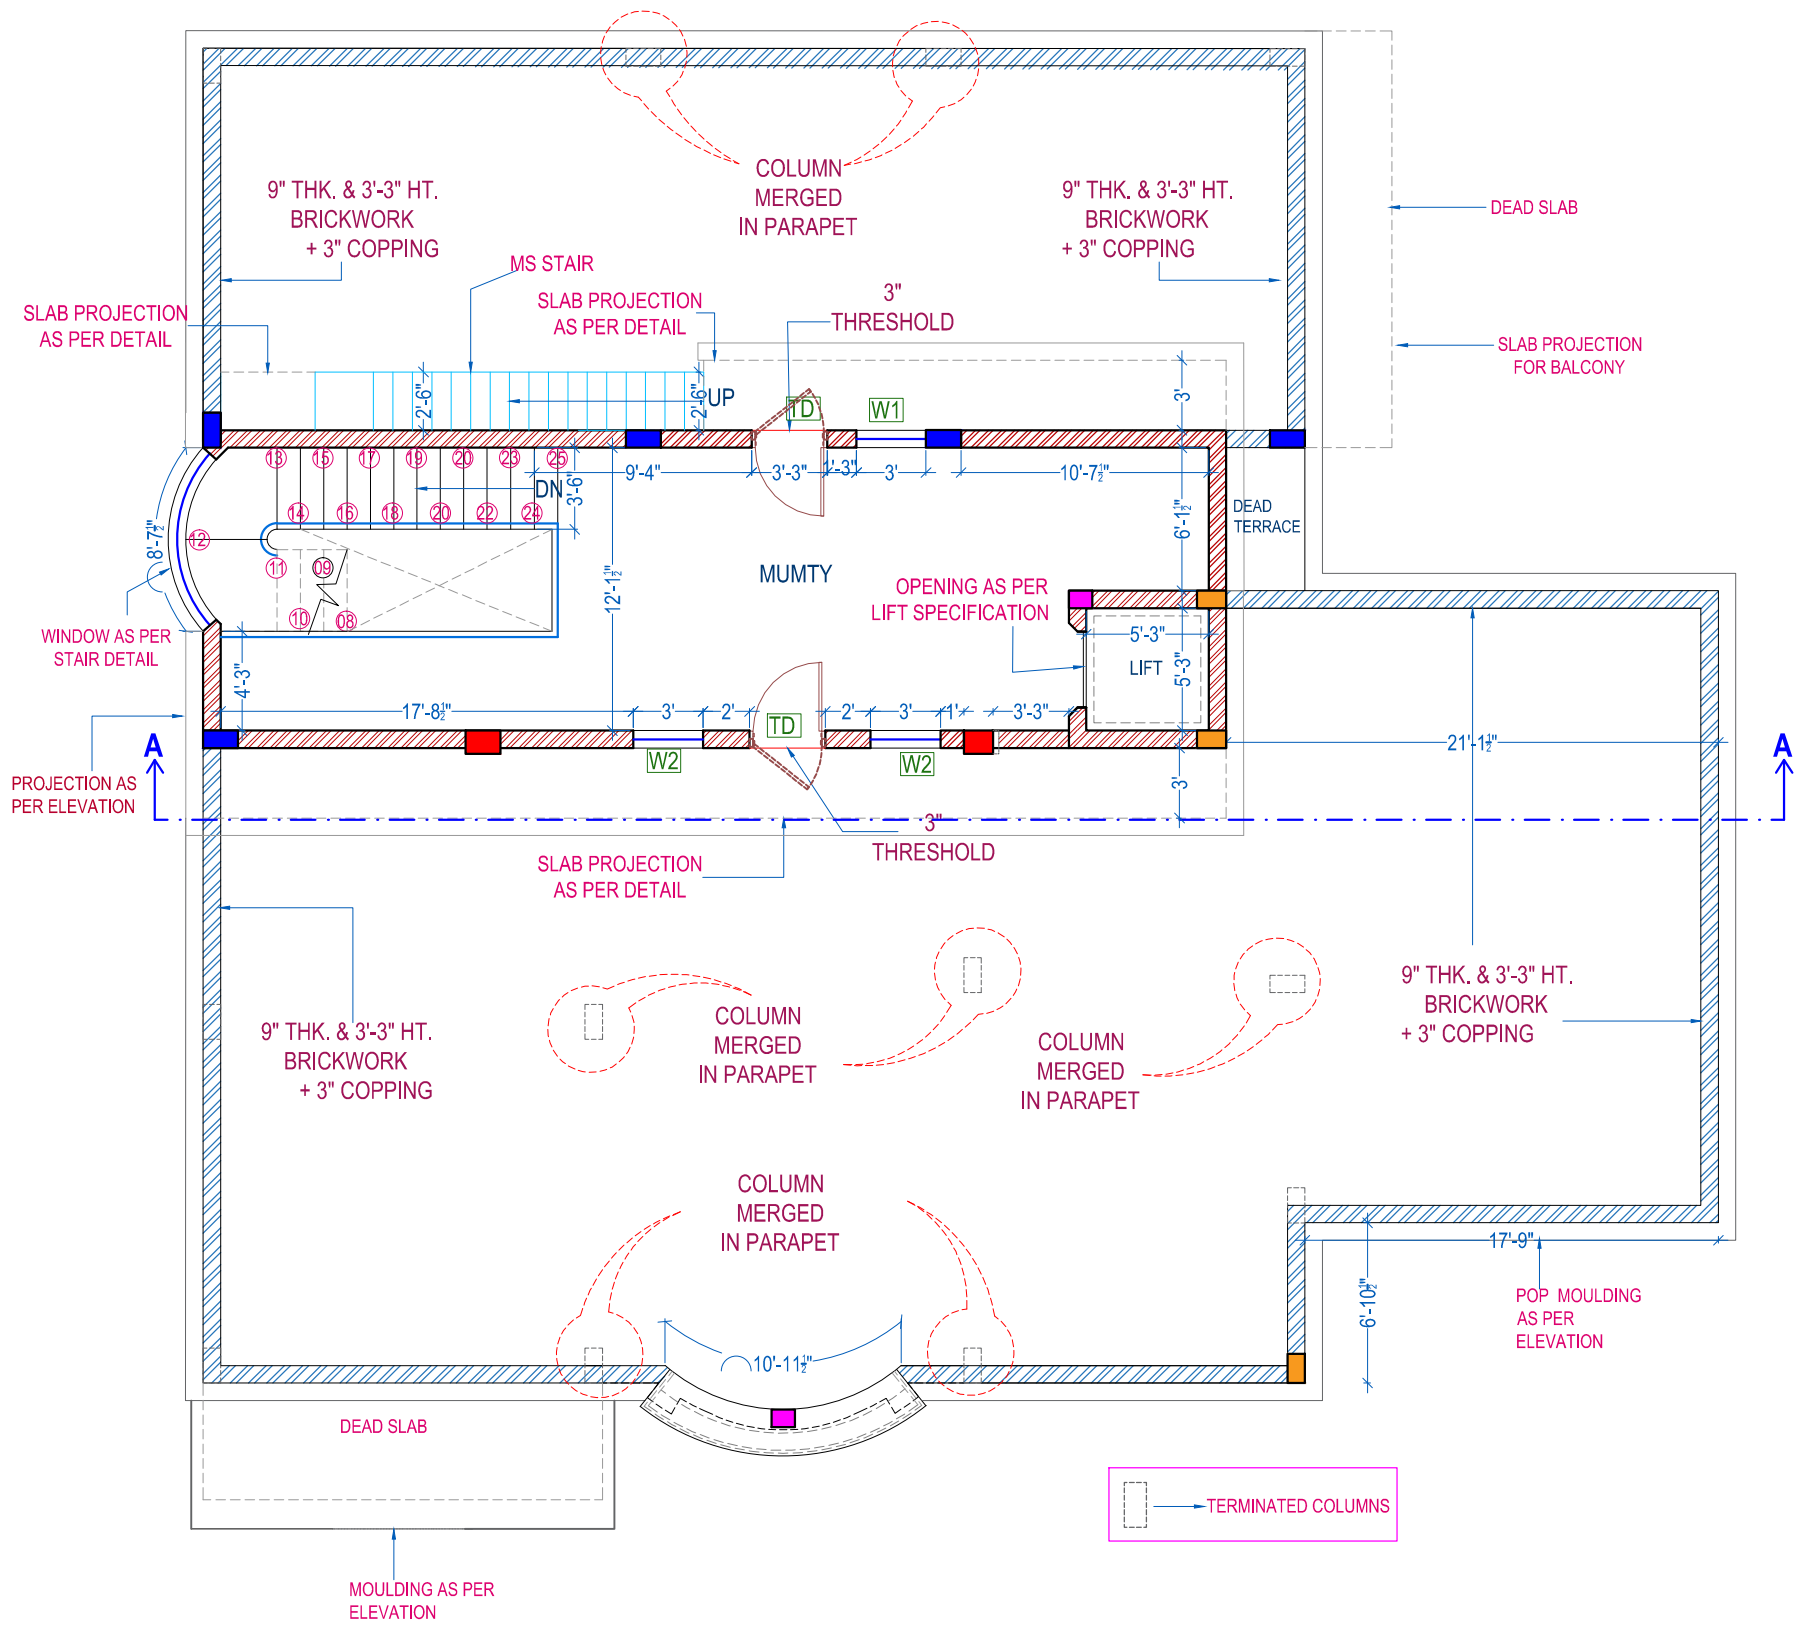 COLUMN
MERGED
IN PARAPET
9" THK. & 3'-3" HT.
BRICKWORK
+ 3" COPPING
9" THK. & 3'-3" HT.
BRICKWORK
+ 3" COPPING
DEAD SLAB
MS STAIR
SLAB PROJECTION
AS PER DETAIL
SLAB PROJECTION
AS PER DETAIL
3"
THRESHOLD
SLAB PROJECTION
FOR BALCONY
2'-6"
2'-6"
UP
TD
W1
3'
13
15
17
19
20
23
25
9'-4"
3'-3"
1'-3"
3'
10'-7½"
DN
3'-6"
14
16
18
20
22
24
DEAD
TERRACE
6'-1½"
8'-7½"
12
11
09
10
08
12'-1½"
MUMTY
OPENING AS PER
LIFT SPECIFICATION
5'-3"
LIFT
5'-3"
WINDOW AS PER
STAIR DETAIL
4'-3"
17'-8½"
3'
2'
TD
2'
3'
1'
3'-3"
W2
W2
A
21'-1½"
A
PROJECTION AS
PER ELEVATION
3'
3"
THRESHOLD
SLAB PROJECTION
AS PER DETAIL
9" THK. & 3'-3" HT.
BRICKWORK
+ 3" COPPING
COLUMN
MERGED
IN PARAPET
COLUMN
MERGED
IN PARAPET
9" THK. & 3'-3" HT.
BRICKWORK
+ 3" COPPING
COLUMN
MERGED
IN PARAPET
17'-9"
6'-10½"
POP MOULDING
AS PER
ELEVATION
10'-11½"
DEAD SLAB
TERMINATED COLUMNS
MOULDING AS PER
ELEVATION